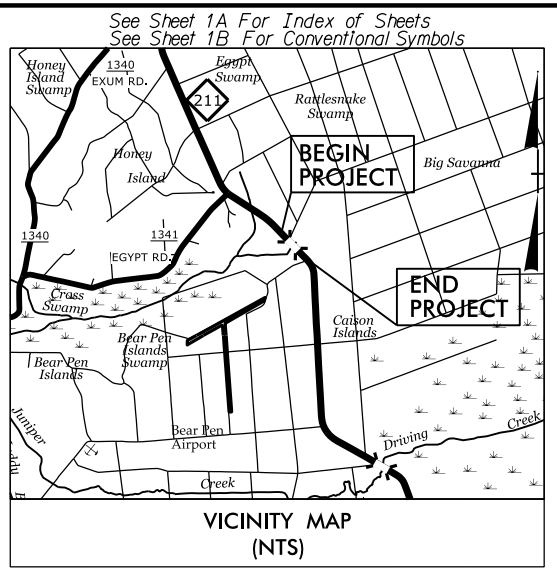 See Sheet 1A For Index of Sheets
See Sheet 1B For Conventional Symbols
Honey
Island
Swamp
1340
EXUM RD.
Egypt
Swamp
211
Rattlesnake
Swamp
Honey
Island
BEGIN
PROJECT
Big Savanna
1340
1341
EGYPT RD.
END
PROJECT
Cross
Swamp
Caison
Islands
Bear Pen
Islands
Swamp
Bear Pen
Islands
Juniper
Bear Pen
Airport
Driving
Creek
Creek
VICINITY MAP
(NTS)